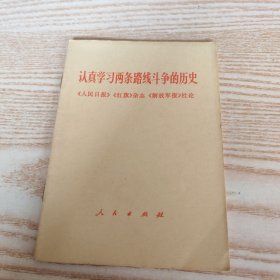 认真学习两条路线斗争的历史
《人民日报》《红旗》杂志 《解放军报》社论
人民出版社